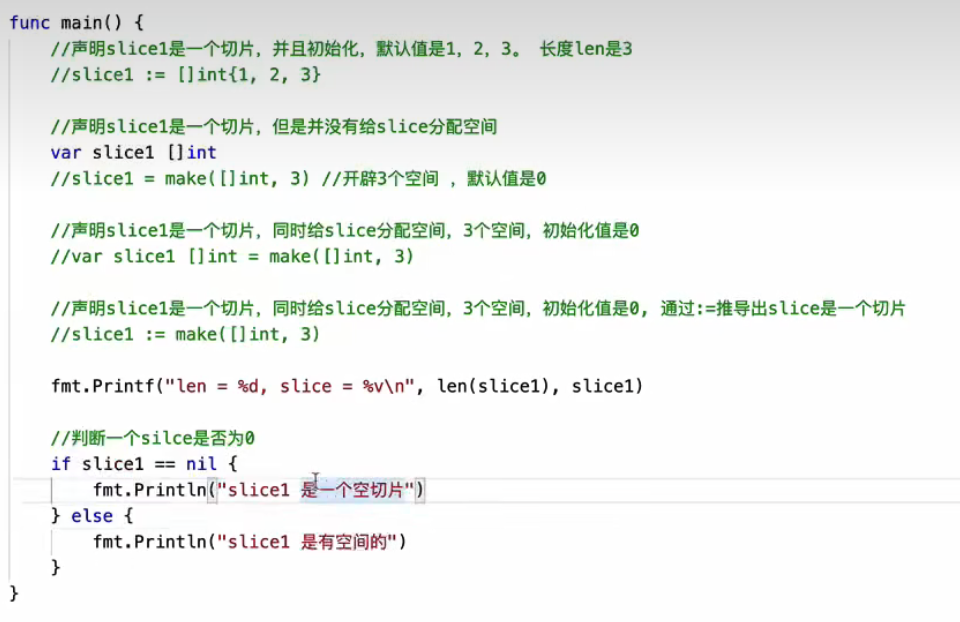 func main() {
//声明slice1是一个切片，并且初始化，默认值是1，2，3。 长度len是3
//slice1 := []int{1, 2, 3}
//声明slice1是一个切片，但是并没有给slice分配空间
var slice1 []int
//slice1 = make([]int, 3) //开辟3个空间 ，默认值是0
//声明slice1是一个切片，同时给slice分配空间，3个空间，初始化值是0
//var slice1 []int = make([]int, 3)
//声明slice1是一个切片，同时给slice分配空间，3个空间，初始化值是0, 通过:=推导出slice是一个切片
//slice1 := make([]int, 3)
fmt.Printf("len = %d, slice = %v\n", len(slice1), slice1)
//判断一个silce是否为0
if slice1 == nil {
fmt.Println("slice1 是一个空切片")
} else {
fmt.Println("slice1 是有空间的")
}
}